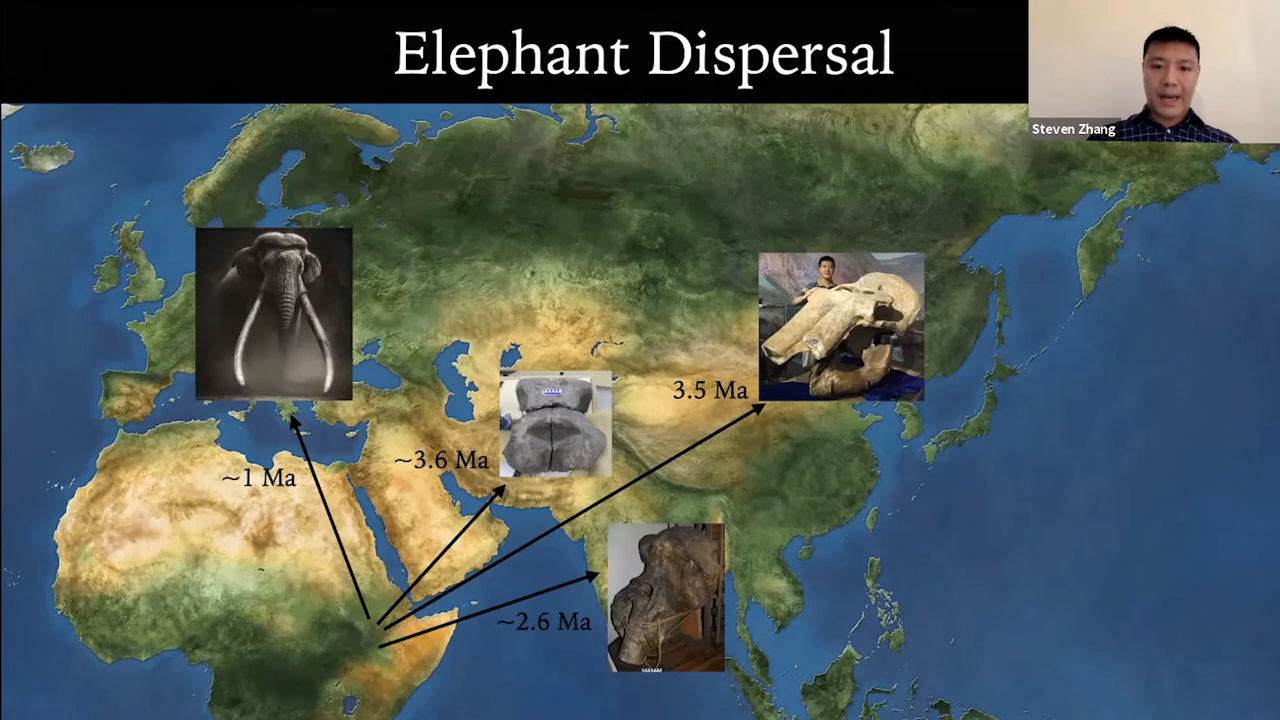 Elephant Dispersal
Steven Zhang
3.5 Ma
~3.6 Ma
~1 Ma
~2.6 Ma